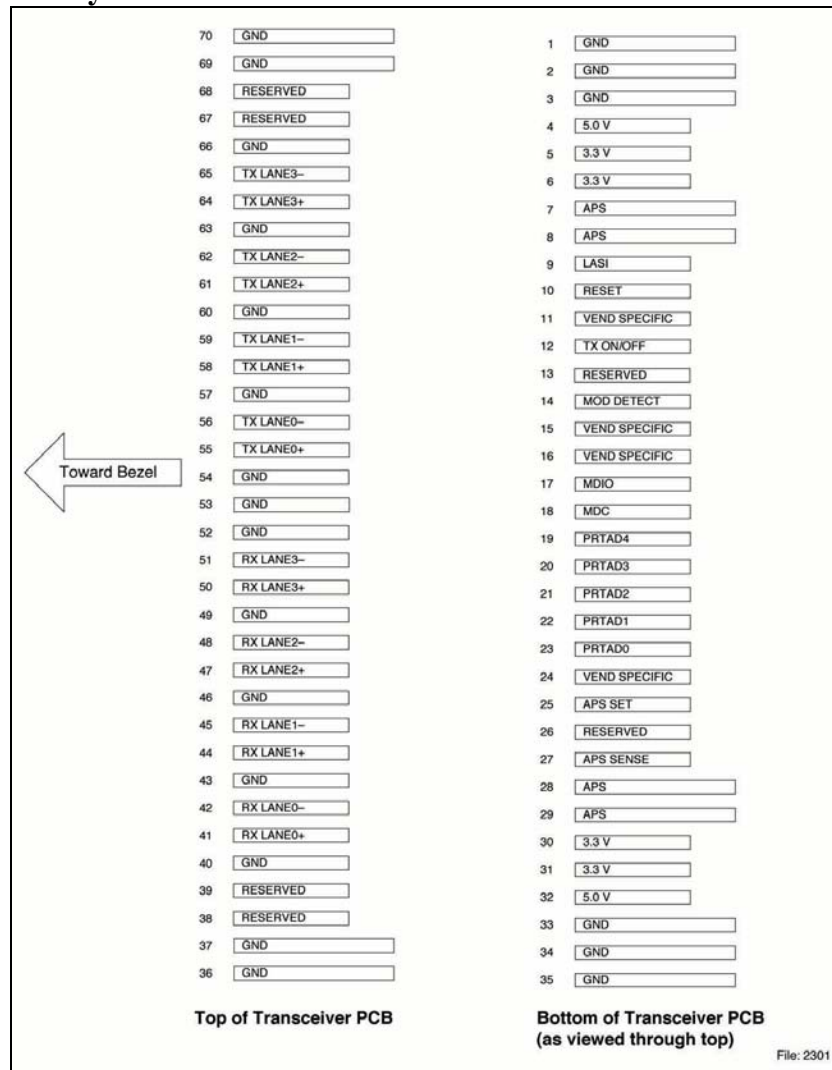 70 GND
69 GND
68 RESERVED
67 RESERVED
66 GND
65 TX LANE3–
64 TX LANE3+
63 GND
62 TX LANE2–
61 TX LANE2+
60 GND
59 TX LANE1–
58 TX LANE1+
57 GND
56 TX LANE0–
55 TX LANE0+
54 GND
53 GND
52 GND
51 RX LANE3–
50 RX LANE3+
49 GND
48 RX LANE2–
47 RX LANE2+
46 GND
45 RX LANE1–
44 RX LANE1+
43 GND
42 RX LANE0–
41 RX LANE0+
40 GND
39 RESERVED
38 RESERVED
37 GND
36 GND
Toward Bezel
Top of Transceiver PCB
1 GND
2 GND
3 GND
4 5.0 V
5 3.3 V
6 3.3 V
7 APS
8 APS
9 LASI
10 RESET
11 VEND SPECIFIC
12 TX ON/OFF
13 RESERVED
14 MOD DETECT
15 VEND SPECIFIC
16 VEND SPECIFIC
17 MDIO
18 MDC
19 PRTAD4
20 PRTAD3
21 PRTAD2
22 PRTAD1
23 PRTAD0
24 VEND SPECIFIC
25 APS SET
26 RESERVED
27 APS SENSE
28 APS
29 APS
30 3.3 V
31 3.3 V
32 5.0 V
33 GND
34 GND
35 GND
Bottom of Transceiver PCB
(as viewed through top)
File: 2301